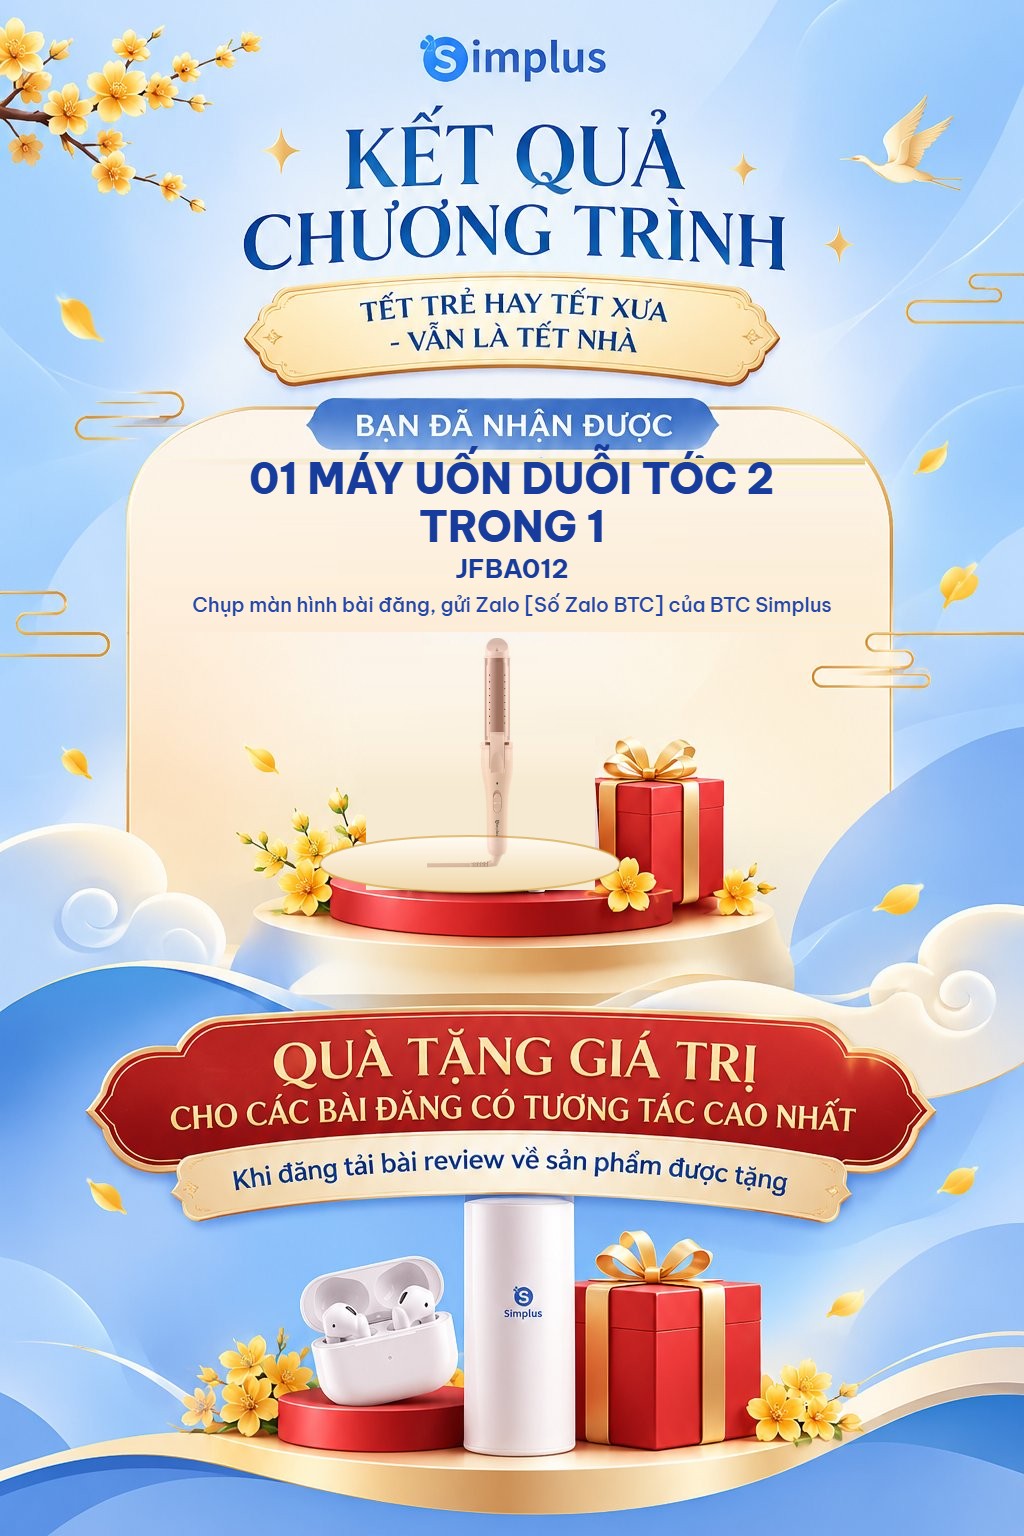 Simplus
KẾT QUẢ
CHƯƠNG TRÌNH
TẾT TRẺ HAY TẾT XƯA
- VẪN LÀ TẾT NHÀ
BẠN ĐÃ NHẬN ĐƯỢC
01 MÁY UỐN DUỖI TÓC 2
TRONG 1
JFBA012
Chụp màn hình bài đăng, gửi Zalo [Số Zalo BTC] của BTC Simplus
QUÀ TẶNG GIÁ TRỊ
CHO CÁC BÀI ĐĂNG CÓ TƯƠNG TÁC CAO NHẤT
Khi đăng tải bài review về sản phẩm được tặng
Simplus